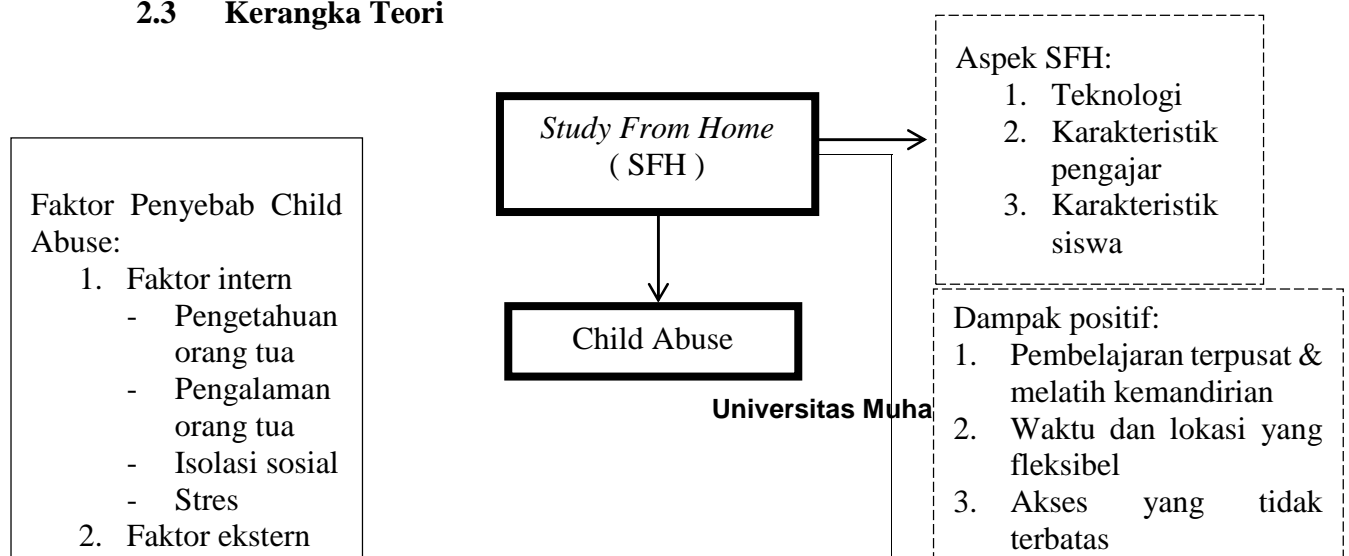 2.3 Kerangka Teori
Aspek SFH:
1. Teknologi
2. Karakteristik
pengajar
3. Karakteristik
siswa
Study From Home
( SFH )
Faktor Penyebab Child
Abuse:
1. Faktor intern
- Pengetahuan
orang tua
- Pengalaman
orang tua
- Isolasi sosial
- Stres
2. Faktor ekstern
Child Abuse
Universitas Muha
Dampak positif:
1. Pembelajaran terpusat &
melatih kemandirian
2. Waktu dan lokasi yang
fleksibel
3. Akses yang tidak
terbatas